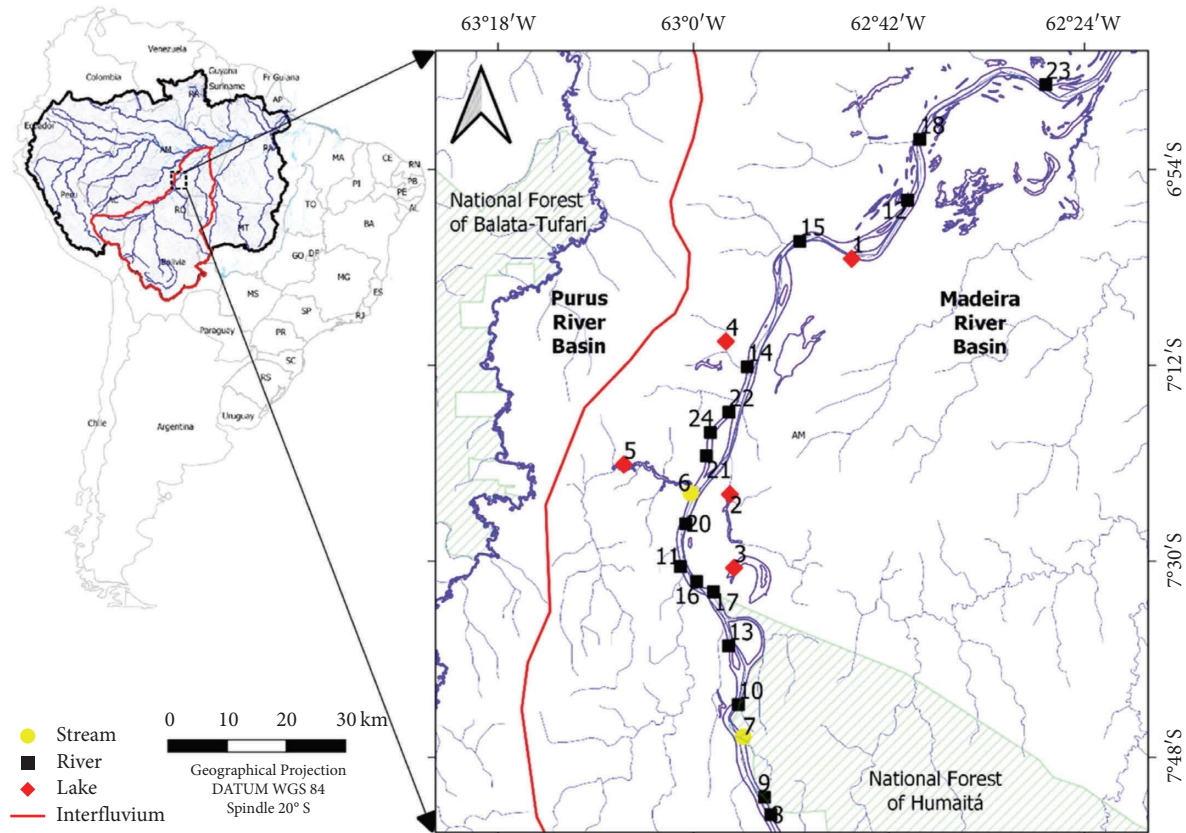 63°18′W
63°00′W
62°42′W
62°24′W
Venezuela
Colombia
Guyana
Suriname
Fr Guiana
RR
AP
Ecuador
AM
PA
MA
CE
RN
PB
PE
AL
PI
TO
Peru
RO
BA
MT
Bolivia
GO
DF
MG
ES
MS
SP
RJ
Paraguay
PR
SC
RS
Uruguay
Chile
Argentina
23
18
6°54′S
National Forest
of Balata-Tufari
12
15
1
Purus
River
Basin
Madeira
River
Basin
4
14
7°12′S
22
24
AM
5
21
6
2
20
11
3
7°30′S
16
17
13
10
7
7°48′S
National Forest
of Humaitá
9
8
0 10 20 30 km
Stream
River
Lake
Interfluvium
Geographical Projection
DATUM WGS 84
Spindle 20° S